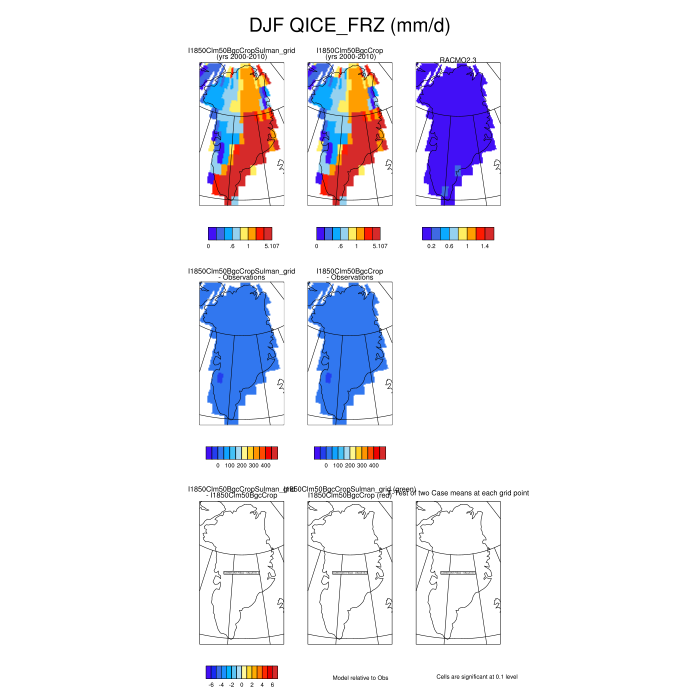 DJF QICE_FRZ (mm/d)
I1850Clm50BgcCropSulman_grid
(yrs 2000-2010)
I1850Clm50BgcCrop
(yrs 2000-2010)
RACMO2.3
0 .6 1 5.107
0 .6 1 5.107
0.2 0.6 1 1.4
I1850Clm50BgcCropSulman_grid
- Observations
I1850Clm50BgcCrop
- Observations
0 100 200 300 400
0 100 200 300 400
I1850Clm50BgcCropSulman_grid
- I1850Clm50BgcCrop
I1850Clm50BgcCropSulman_grid (green)
I1850Clm50BgcCrop (red)
-Test of two Case means at each grid point
-6 -4 -2 0 2 4 6
Model relative to Obs
Cells are significant at 0.1 level